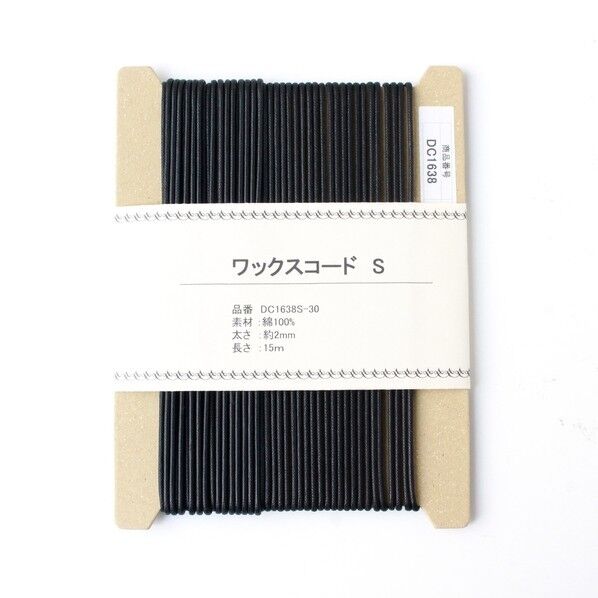 商品番号
DC1638
ワックスコード S
品番 DC1638S-30
素材:綿100%
太さ:約2mm
長さ:15m